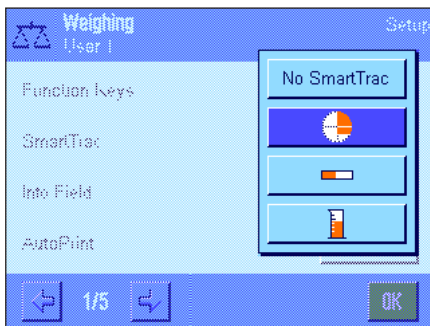 Weighing
Setup
User 1
Function Keys
SmartTrac
Info Field
AutoPrint
No SmartTrac
1/5
OK